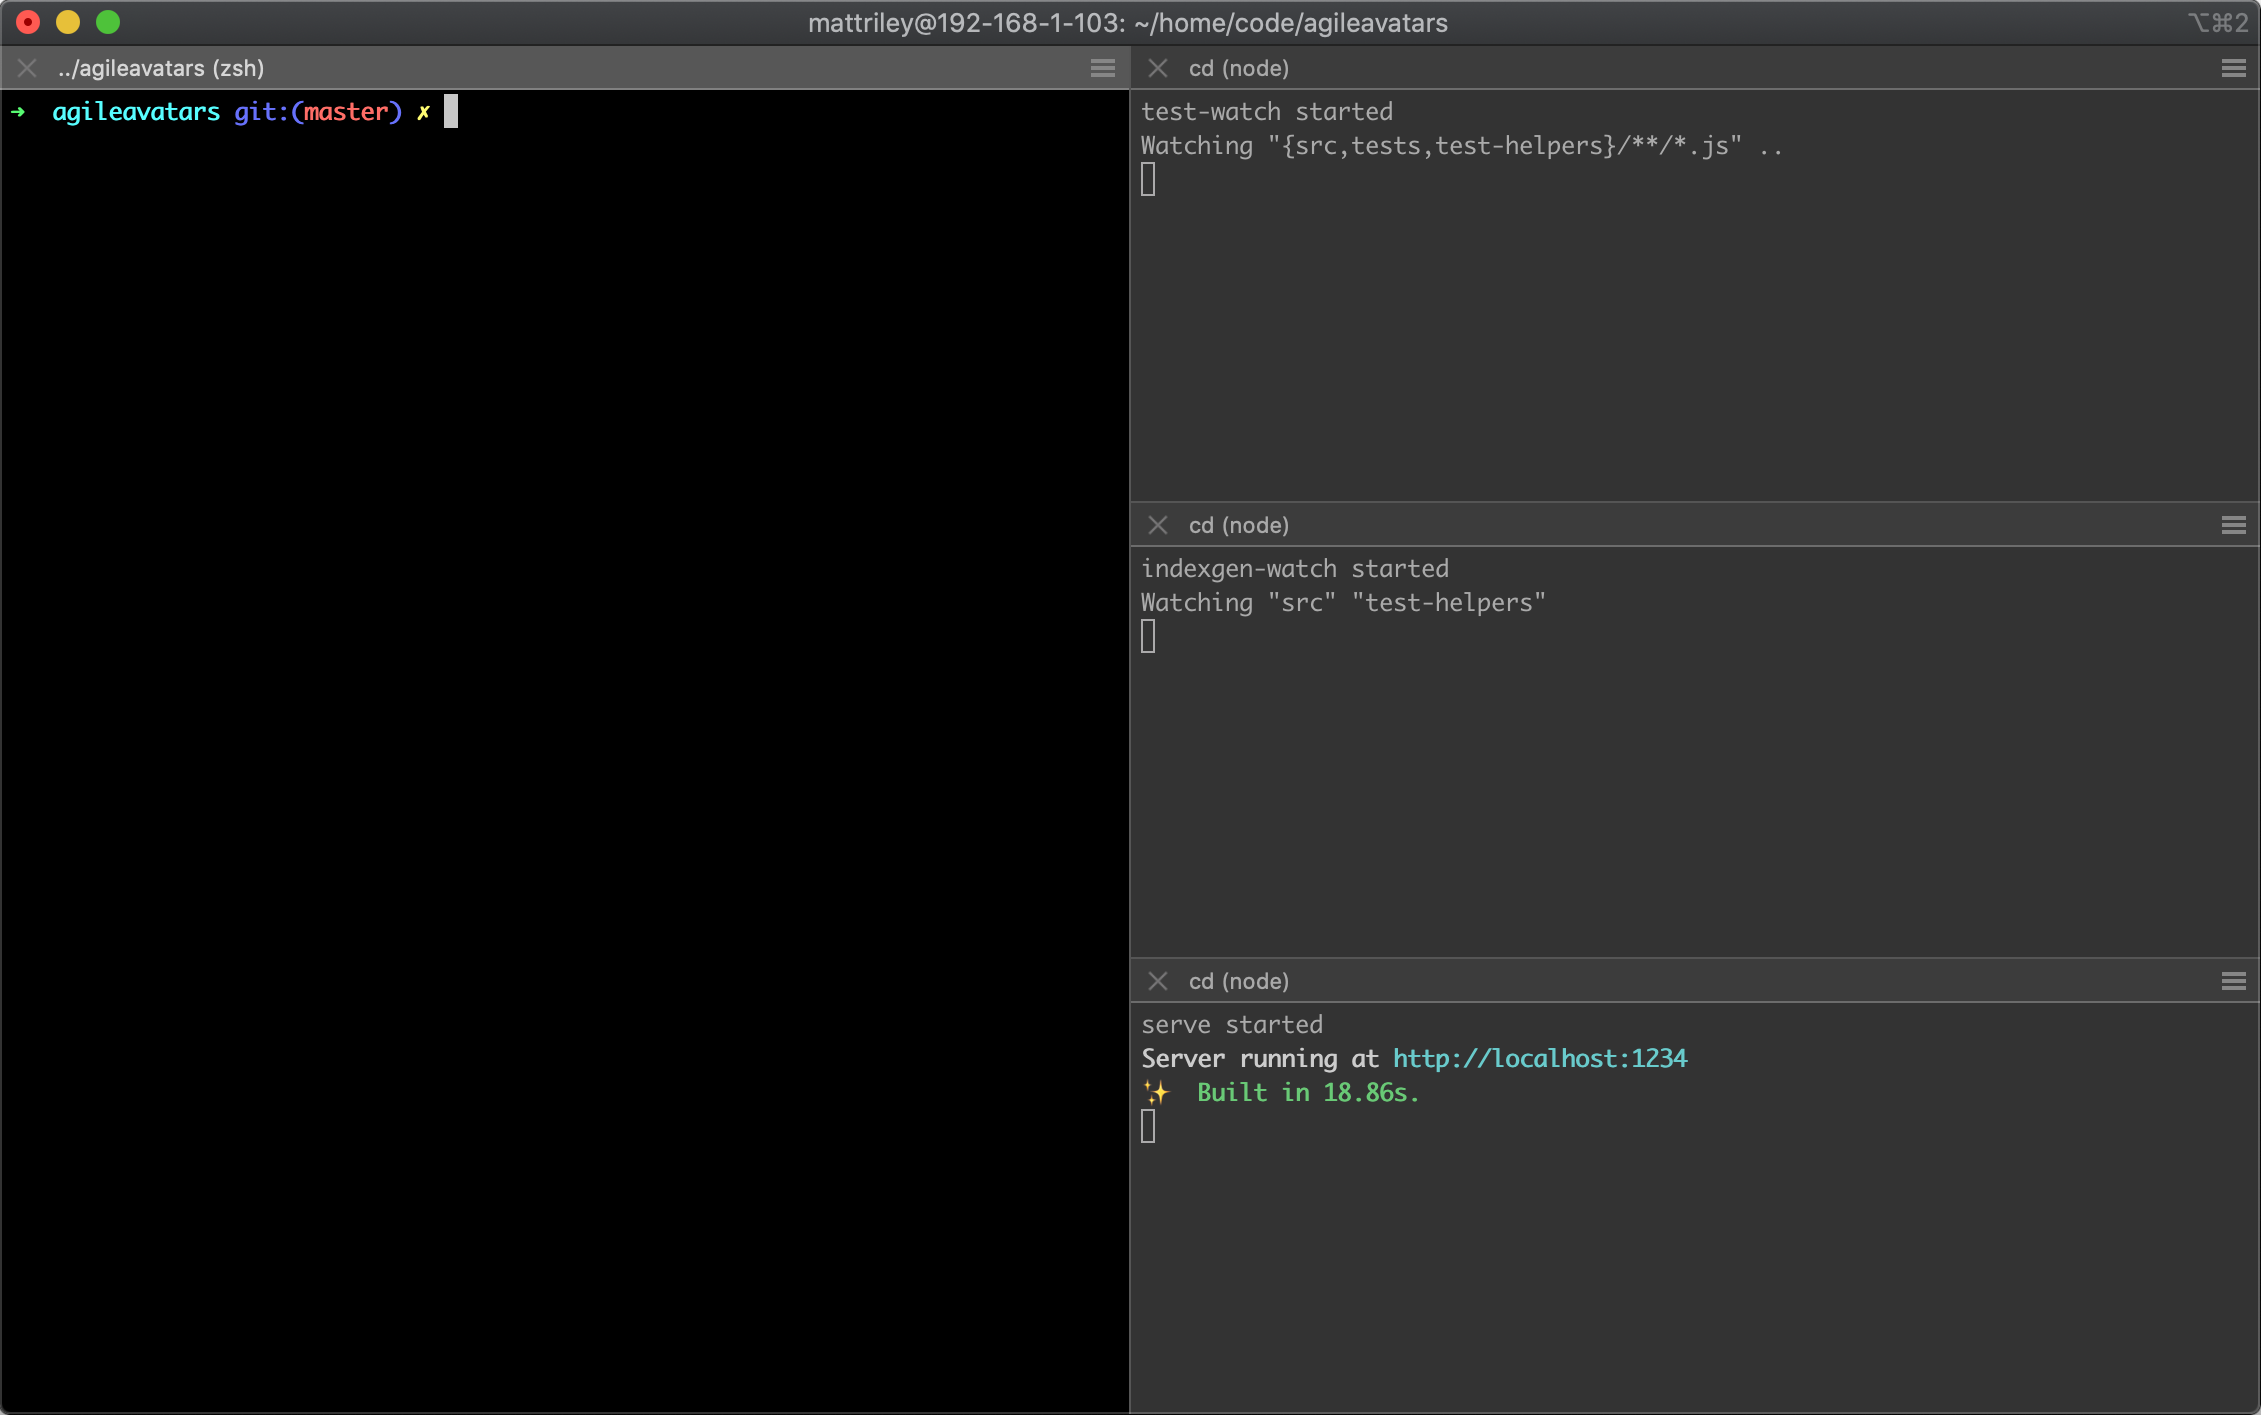 mattriley@192-168-1-103: ~/home/code/agileavatars
⌥⌘2
../agileavatars (zsh)
➜  agileavatars git:(master) ✗
cd (node)
test-watch started
Watching "{src,tests,test-helpers}/**/*.js" ..
cd (node)
indexgen-watch started
Watching "src" "test-helpers"
cd (node)
serve started
Server running at http://localhost:1234
✨  Built in 18.86s.